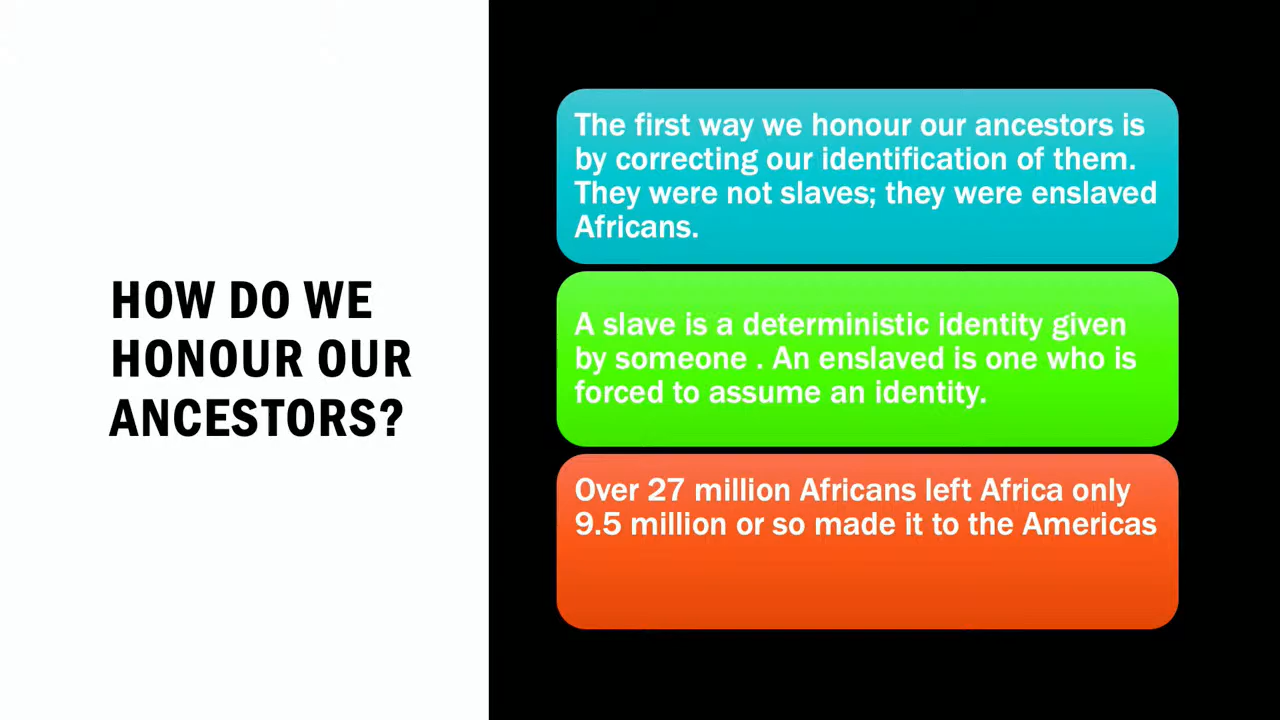 HOW DO WE
HONOUR OUR
ANCESTORS?
The first way we honour our ancestors is
by correcting our identification of them.
They were not slaves; they were enslaved
Africans.
A slave is a deterministic identity given
by someone . An enslaved is one who is
forced to assume an identity.
Over 27 million Africans left Africa only
9.5 million or so made it to the Americas